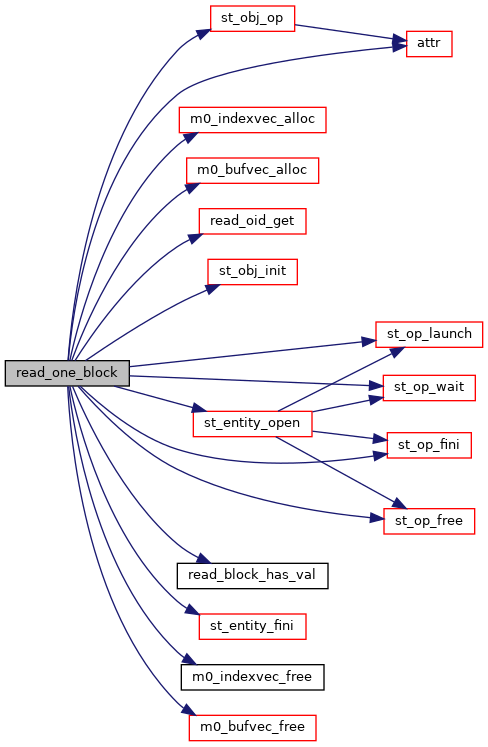 st_obj_op
attr
m0_indexvec_alloc
m0_bufvec_alloc
read_oid_get
st_obj_init
st_op_launch
read_one_block
st_op_wait
st_entity_open
st_op_fini
st_op_free
read_block_has_val
st_entity_fini
m0_indexvec_free
m0_bufvec_free